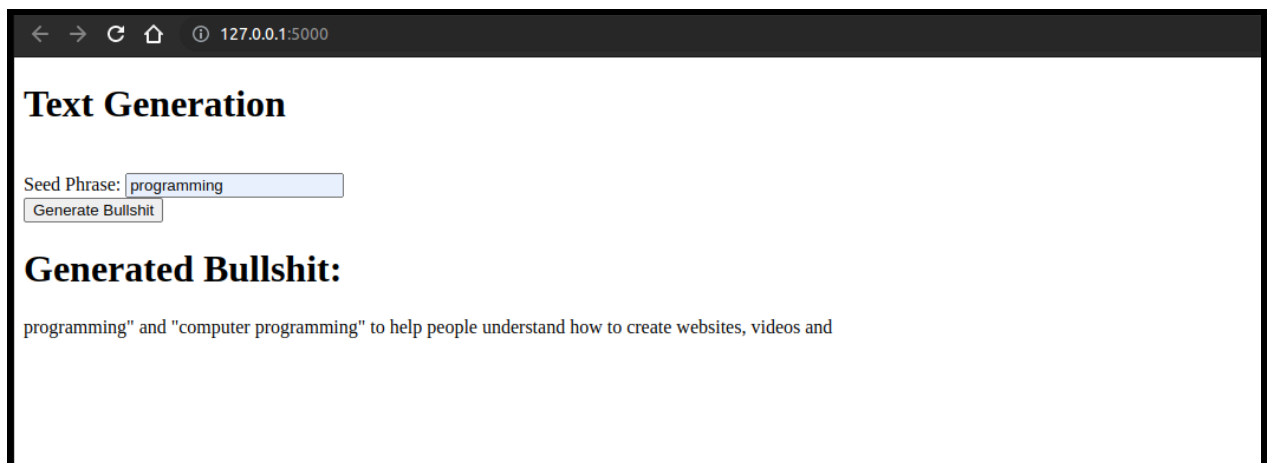 127.0.0.1:5000
Text Generation
Seed Phrase: programming
Generate Bullshit
Generated Bullshit:
programming" and "computer programming" to help people understand how to create websites, videos and